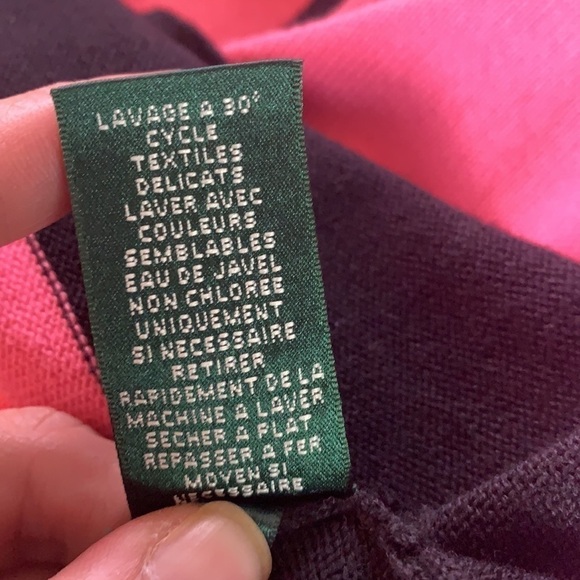 LAVAGE A 30°
CYCLE
TEXTILES
DELICATS
LAVER AVEC
COULEURS
SEMBLABLES
EAU DE JAVEL
NON CHLOREE
UNIQUEMENT
SI NECESSAIRE
RETIRER
RAPIDEMENT DE LA
MACHINE A LAVER
SECHER A PLAT
REPASSER A FER
MOYEN SI
NECESSAIRE